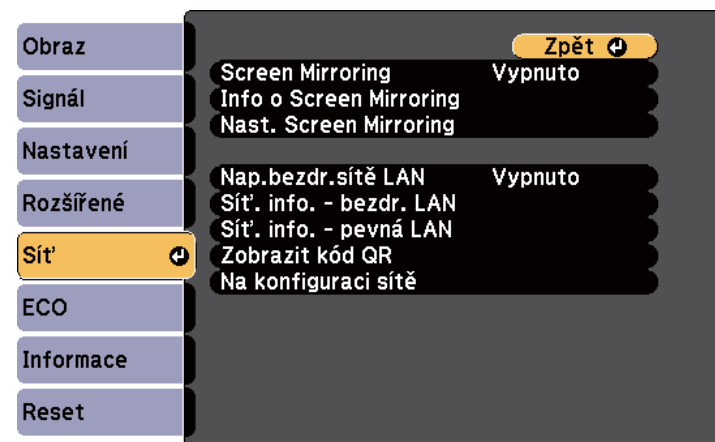 Obraz
Signál
Nastavení
Rozšířené
Síť
ECO
Informace
Reset
Zpět
Screen Mirroring Vypnuto
Info o Screen Mirroring
Nast. Screen Mirroring
Nap.bezdr.sítě LAN Vypnuto
Síť. info. - bezdr. LAN
Síť. info. - pevná LAN
Zobrazit kód QR
Na konfiguraci sítě